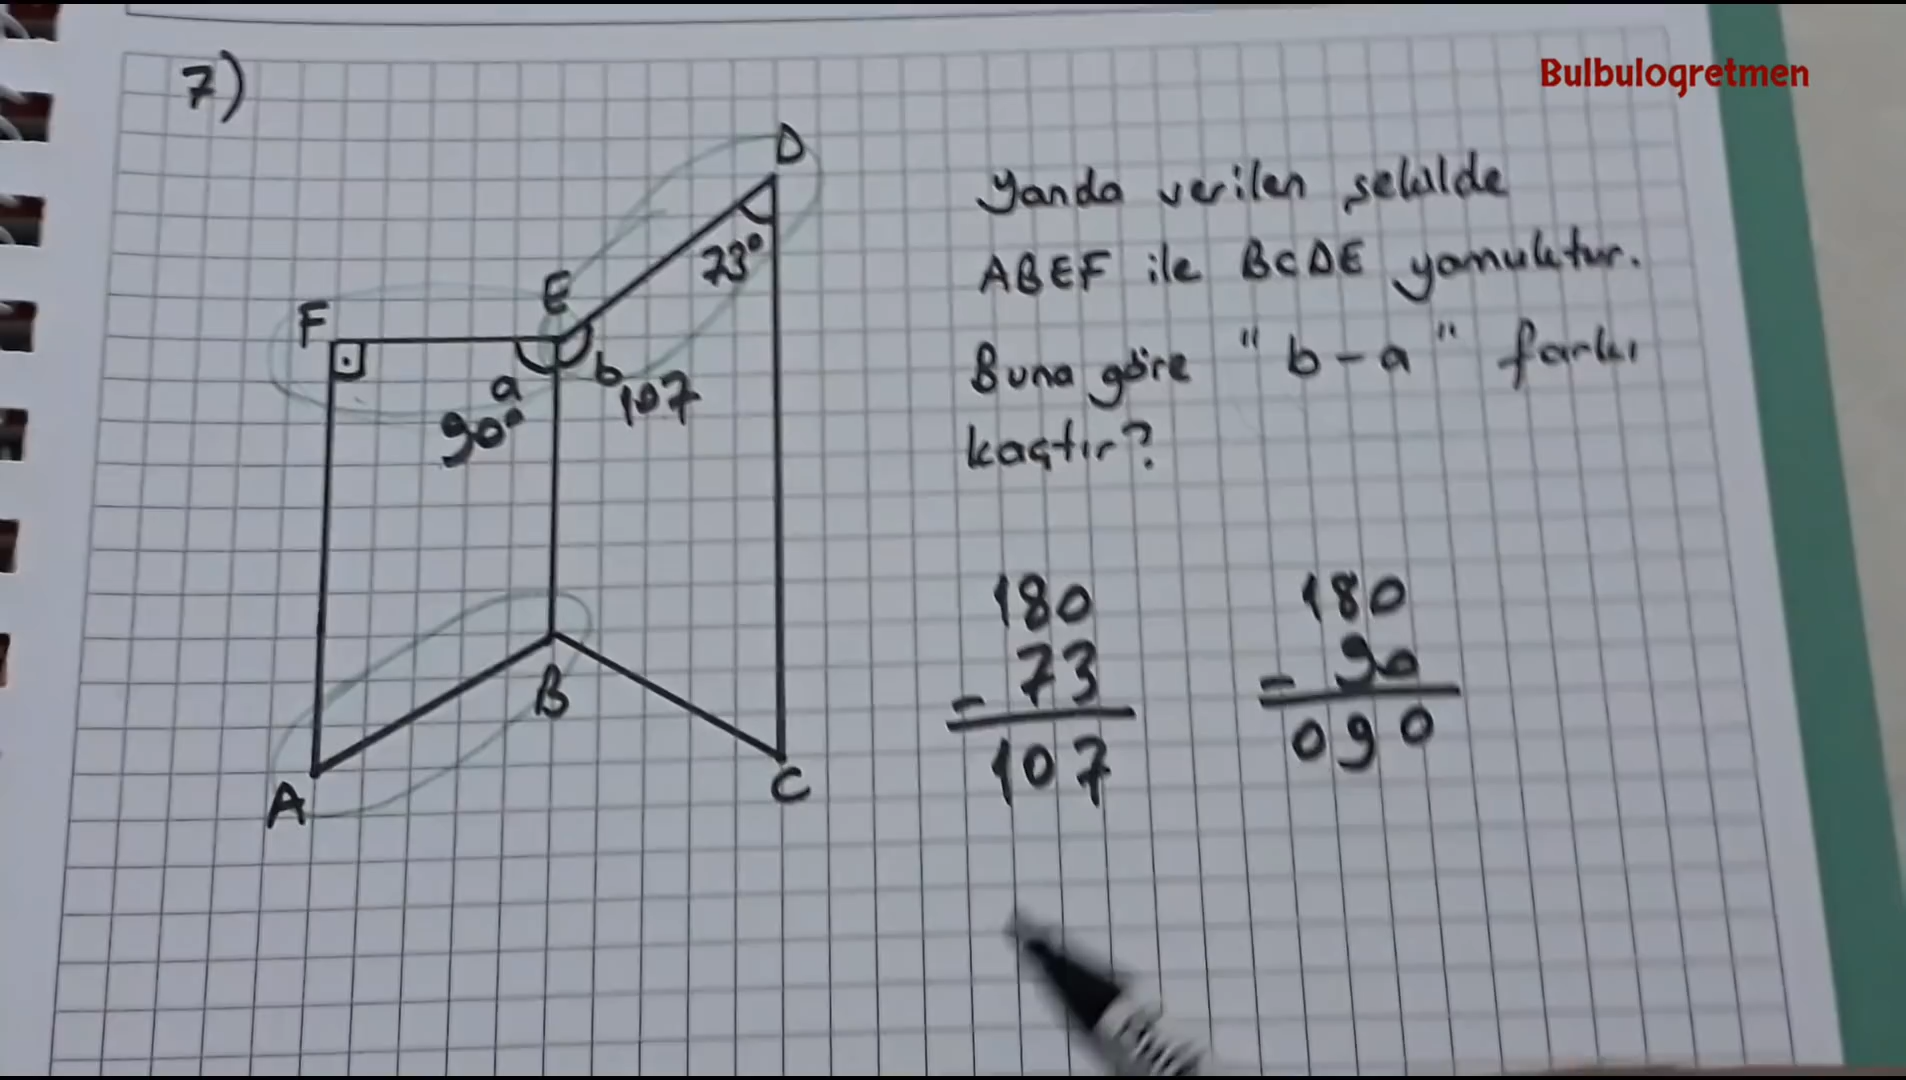 Bulbulogretmen
7)
D
73°
E
F
b
a
107
90°
B
A
C
Yanda verilen şekilde
ABEF ile BCDE yamuktur.
Buna göre "b-a" farkı
kaçtır?
180
- 73
107
180
- 90
090